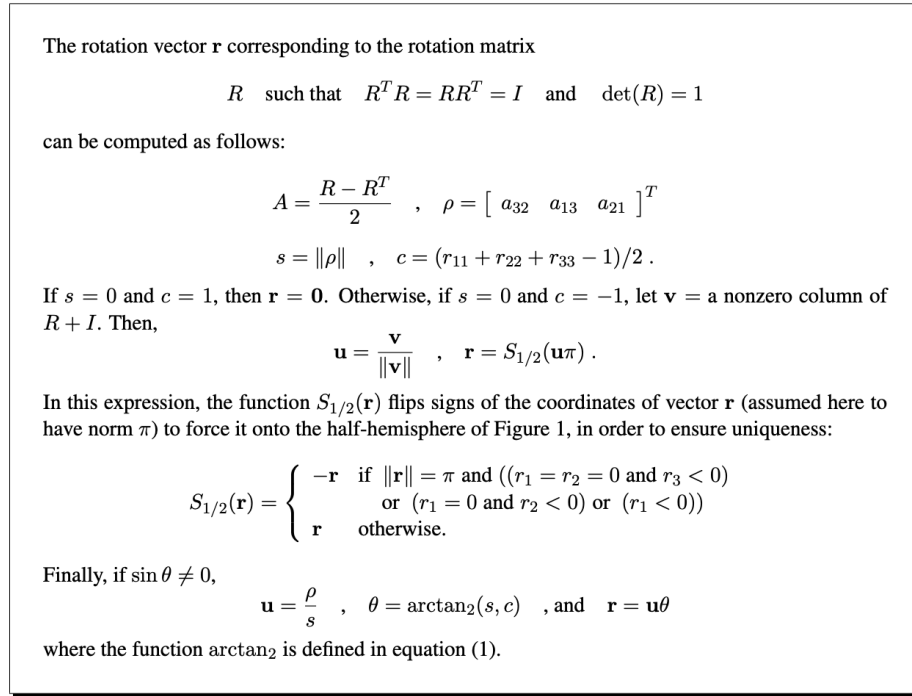 The rotation vector r corresponding to the rotation matrix
R such that RᵀR = RRᵀ = I and det(R) = 1
can be computed as follows:
A = (R − Rᵀ)/2 , ρ = [ a₃₂ a₁₃ a₂₁ ]ᵀ
s = ‖ρ‖ , c = (r₁₁ + r₂₂ + r₃₃ − 1)/2 .
If s = 0 and c = 1, then r = 0. Otherwise, if s = 0 and c = −1, let v = a nonzero column of
R + I. Then,
u = v/‖v‖ , r = S₁/₂(uπ) .
In this expression, the function S₁/₂(r) flips signs of the coordinates of vector r (assumed here to
have norm π) to force it onto the half-hemisphere of Figure 1, in order to ensure uniqueness:
S₁/₂(r) = { −r if ‖r‖ = π and ((r₁ = r₂ = 0 and r₃ < 0)
or (r₁ = 0 and r₂ < 0) or (r₁ < 0))
r otherwise.
Finally, if sin θ ≠ 0,
u = ρ/s , θ = arctan₂(s, c) , and r = uθ
where the function arctan₂ is defined in equation (1).